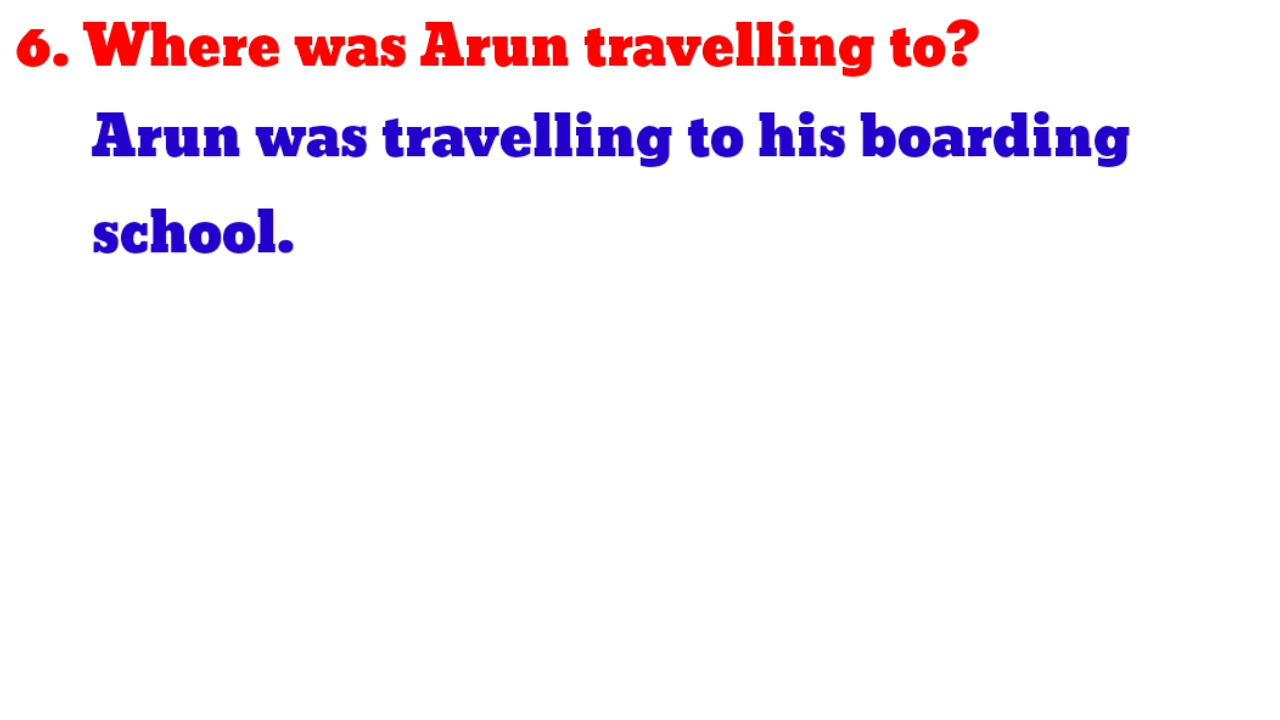 6. Where was Arun travelling to?
Arun was travelling to his boarding
school.